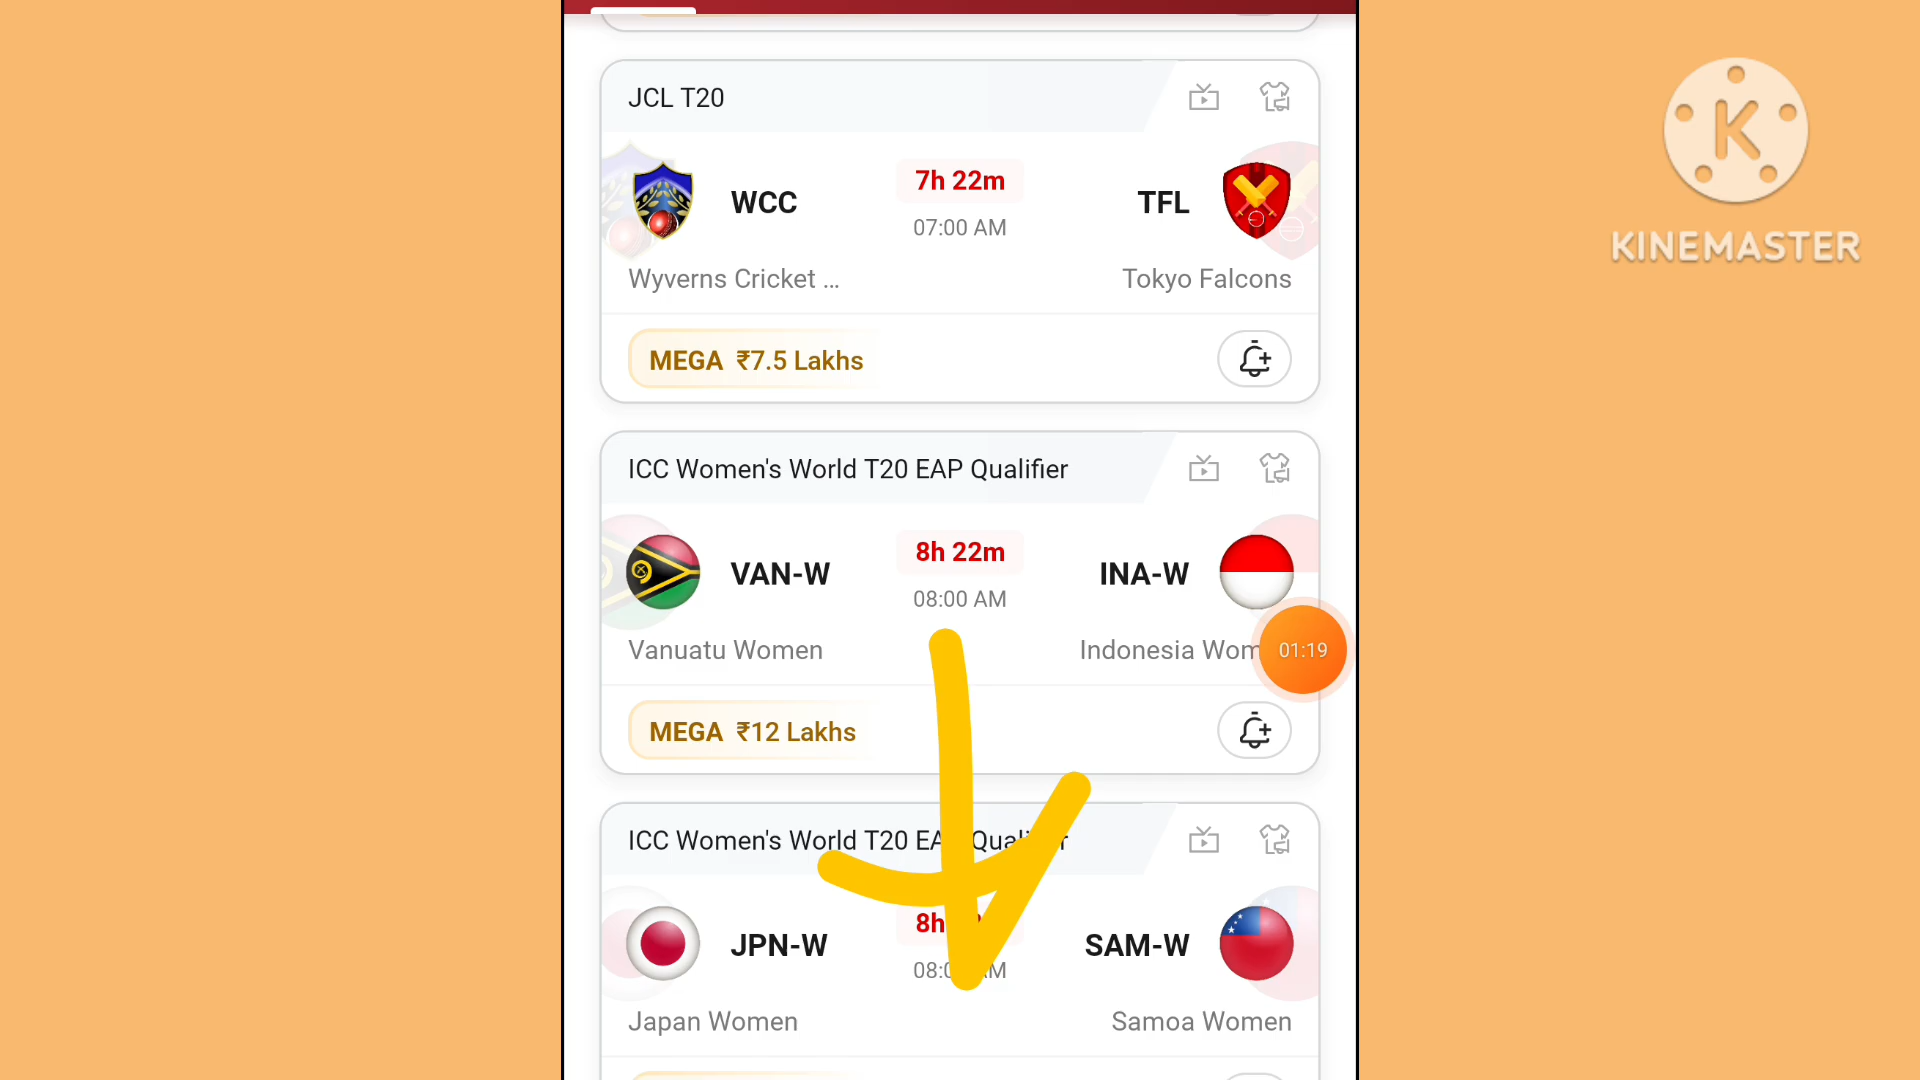 JCL T20
WCC
7h 22m
07:00 AM
TFL
Wyverns Cricket ...
Tokyo Falcons
MEGA ₹7.5 Lakhs
ICC Women's World T20 EAP Qualifier
VAN-W
8h 22m
08:00 AM
INA-W
Vanuatu Women
Indonesia Wom
01:19
MEGA ₹12 Lakhs
ICC Women's World T20
JPN-W
8h
SAM-W
Japan Women
Samoa Women
K
KINEMASTER